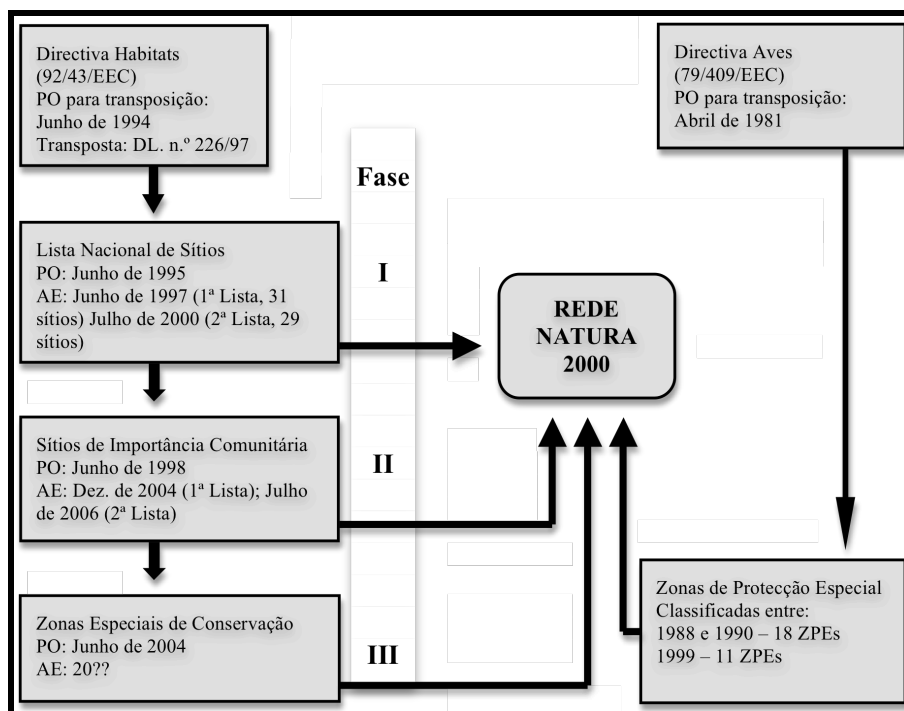 Directiva Habitats
(92/43/EEC)
PO para transposição:
Junho de 1994
Transposta: DL. n.º 226/97
Directiva Aves
(79/409/EEC)
PO para transposição:
Abril de 1981
Fase
Lista Nacional de Sítios
PO: Junho de 1995
AE: Junho de 1997 (1ª Lista, 31
sítios) Julho de 2000 (2ª Lista, 29
sítios)
I
REDE
NATURA
2000
Sítios de Importância Comunitária
PO: Junho de 1998
AE: Dez. de 2004 (1ª Lista); Julho
de 2006 (2ª Lista)
II
Zonas Especiais de Conservação
PO: Junho de 2004
AE: 20??
III
Zonas de Protecção Especial
Classificadas entre:
1988 e 1990 – 18 ZPEs
1999 – 11 ZPEs